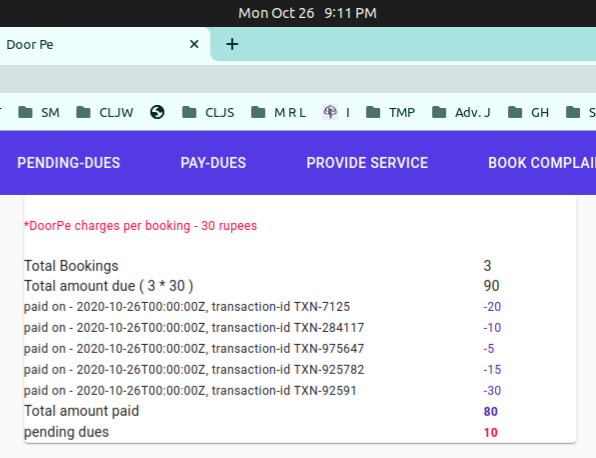 Mon Oct 26 9:11 PM
Door Pe
SM CLJW CLJS M R L I TMP Adv. J GH S
PENDING-DUES PAY-DUES PROVIDE SERVICE BOOK COMPLAI
*DoorPe charges per booking - 30 rupees
Total Bookings 3
Total amount due ( 3 * 30 ) 90
paid on - 2020-10-26T00:00:00Z, transaction-id TXN-7125 -20
paid on - 2020-10-26T00:00:00Z, transaction-id TXN-284117 -10
paid on - 2020-10-26T00:00:00Z, transaction-id TXN-975647 -5
paid on - 2020-10-26T00:00:00Z, transaction-id TXN-925782 -15
paid on - 2020-10-26T00:00:00Z, transaction-id TXN-92591 -30
Total amount paid 80
pending dues 10